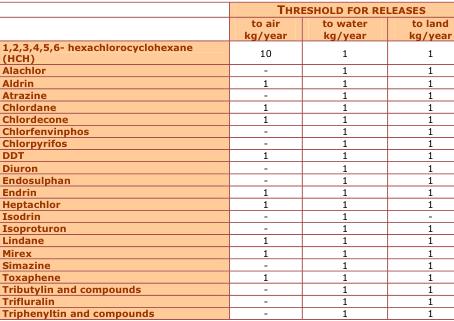 THRESHOLD FOR RELEASES
to air kg/year to water kg/year to land kg/year
1,2,3,4,5,6- hexachlorocyclohexane (HCH) 10 1 1
Alachlor - 1 1
Aldrin 1 1 1
Atrazine - 1 1
Chlordane 1 1 1
Chlordecone 1 1 1
Chlorfenvinphos - 1 1
Chlorpyrifos - 1 1
DDT 1 1 1
Diuron - 1 1
Endosulphan - 1 1
Endrin 1 1 1
Heptachlor 1 1 1
Isodrin - 1 -
Isoproturon - 1 1
Lindane 1 1 1
Mirex 1 1 1
Simazine - 1 1
Toxaphene 1 1 1
Tributylin and compounds - 1 1
Trifluralin - 1 1
Triphenyltin and compounds - 1 1